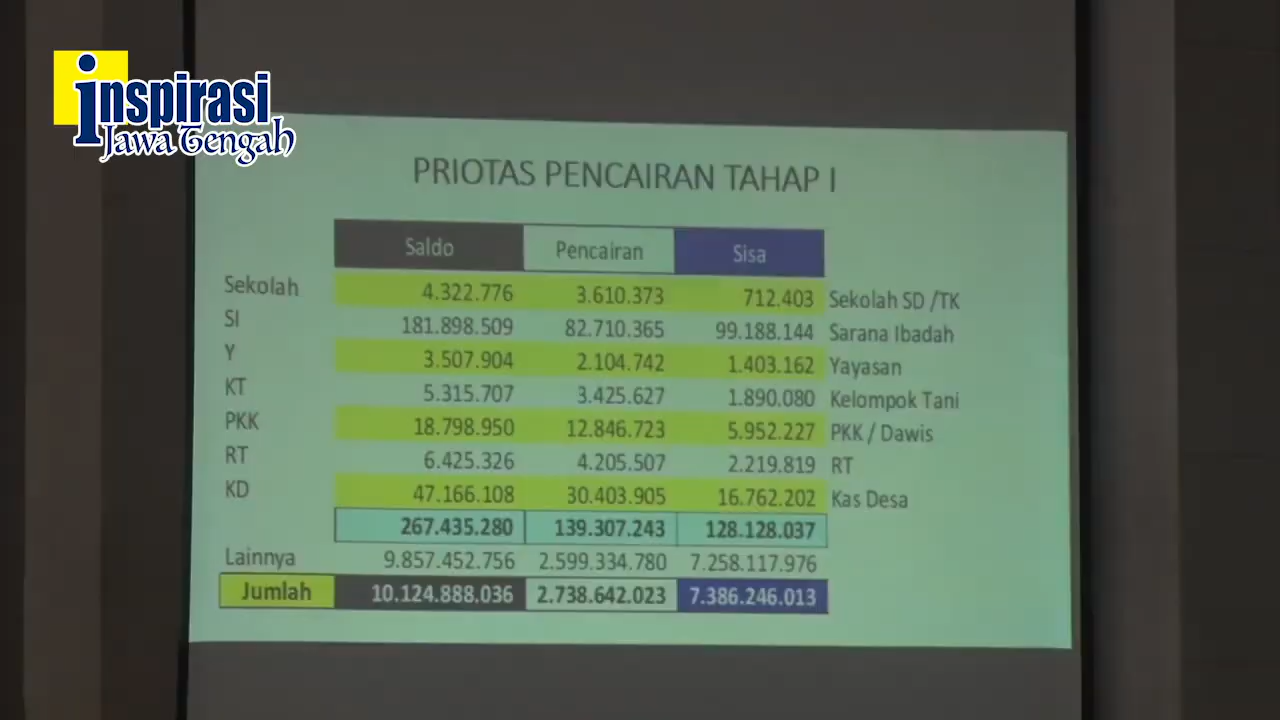 inspirasi
Jawa Tengah
PRIOTAS PENCAIRAN TAHAP I
Saldo Pencairan Sisa
Sekolah 4.322.776 3.610.373 712.403 Sekolah SD /TK
SI 181.898.509 82.710.365 99.188.144 Sarana Ibadah
Y 3.507.904 2.104.742 1.403.162 Yayasan
KT 5.315.707 3.425.627 1.890.080 Kelompok Tani
PKK 18.798.950 12.846.723 5.952.227 PKK / Dawis
RT 6.425.326 4.205.507 2.219.819 RT
KD 47.166.108 30.403.905 16.762.202 Kas Desa
267.435.280 139.307.243 128.128.037
Lainnya 9.857.452.756 2.599.334.780 7.258.117.976
Jumlah 10.124.888.036 2.738.642.023 7.386.246.013